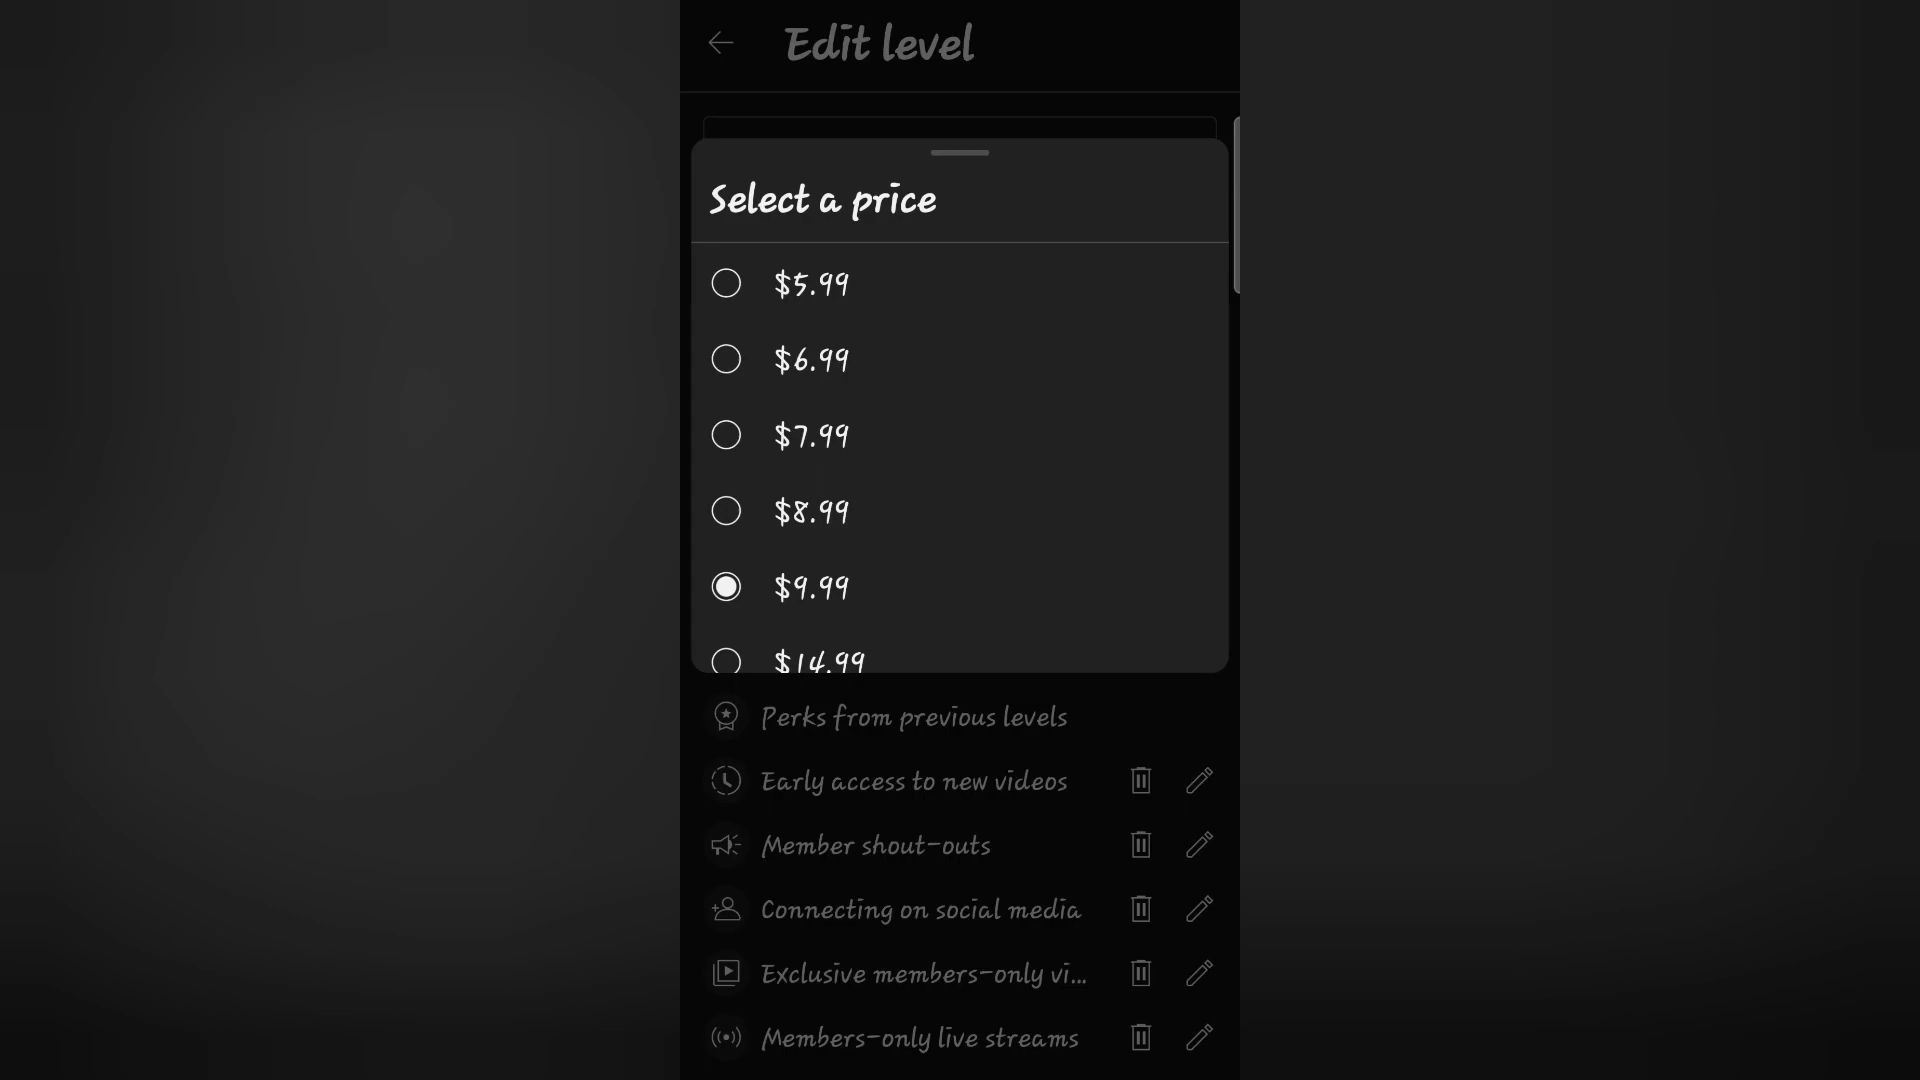 Edit level
Select a price
$5.99
$6.99
$7.99
$8.99
$9.99
$14.99
Perks from previous levels
Early access to new videos
Member shout-outs
Connecting on social media
Exclusive members-only vi...
Members-only live streams